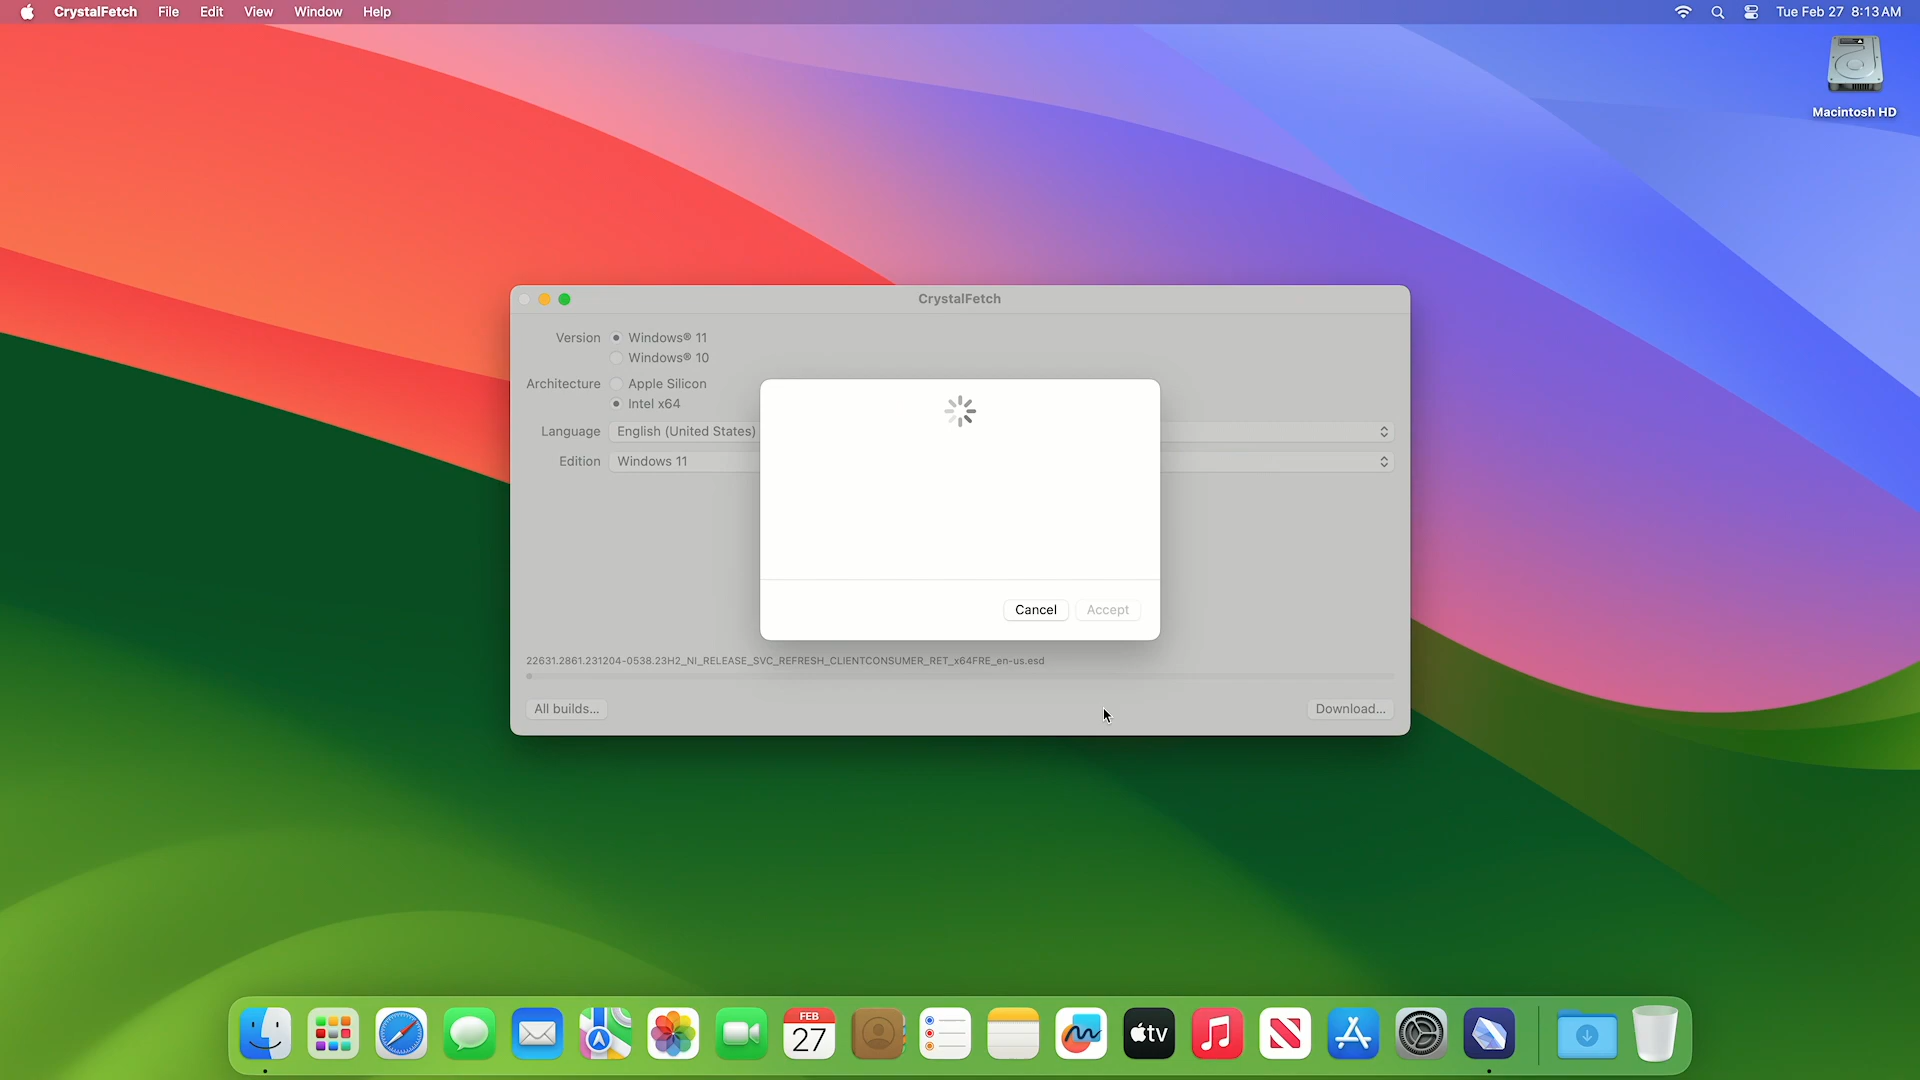 CrystalFetch File Edit View Window Help Tue Feb 27 8:13 AM
Macintosh HD
CrystalFetch
Version Windows® 11
Windows® 10
Architecture Apple Silicon
Intel x64
Language English (United States)
Edition Windows 11
Cancel Accept
22631.2861.231204-0538.23H2_NI_RELEASE_SVC_REFRESH_CLIENTCONSUMER_RET_x64FRE_en-us.esd
All builds... Download...
FEB
27
tv